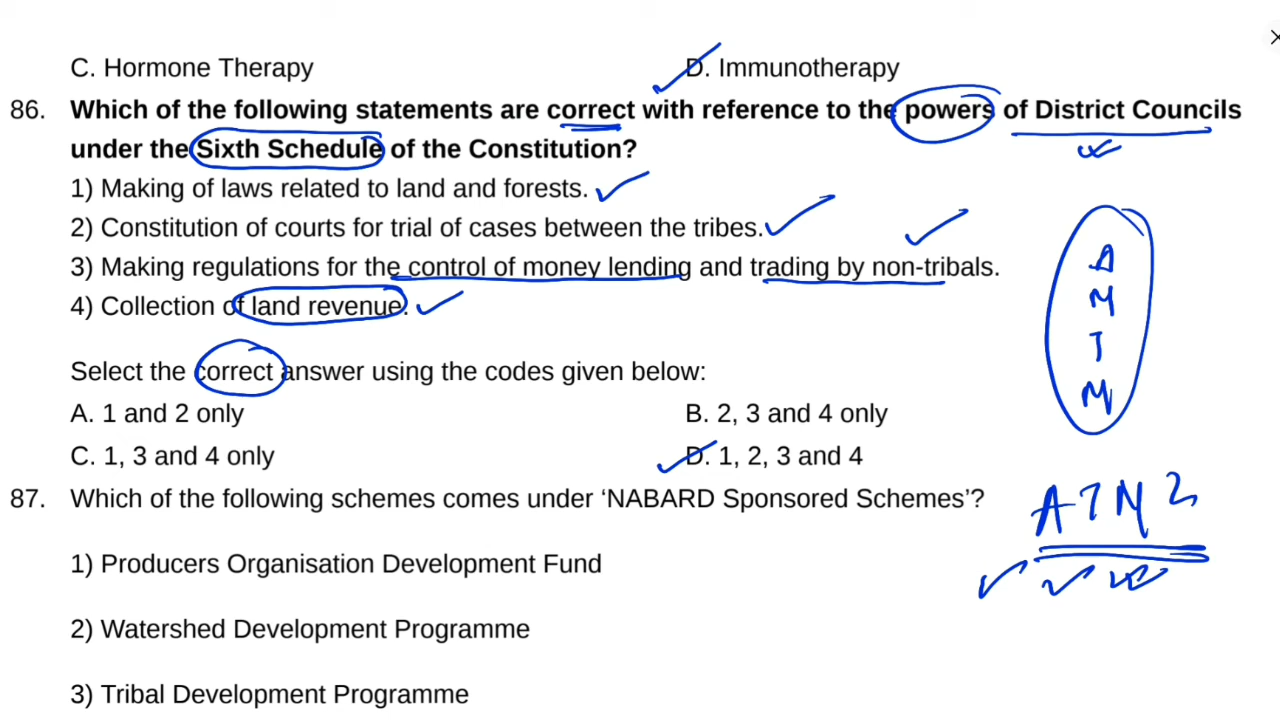 C. Hormone Therapy D. Immunotherapy
86. Which of the following statements are correct with reference to the powers of District Councils
under the Sixth Schedule of the Constitution?
1) Making of laws related to land and forests.
2) Constitution of courts for trial of cases between the tribes.
3) Making regulations for the control of money lending and trading by non-tribals.
4) Collection of land revenue.
A
M
T
M
Select the correct answer using the codes given below:
A. 1 and 2 only B. 2, 3 and 4 only
C. 1, 3 and 4 only D. 1, 2, 3 and 4
87. Which of the following schemes comes under ‘NABARD Sponsored Schemes’?
ATM2
1) Producers Organisation Development Fund
2) Watershed Development Programme
3) Tribal Development Programme